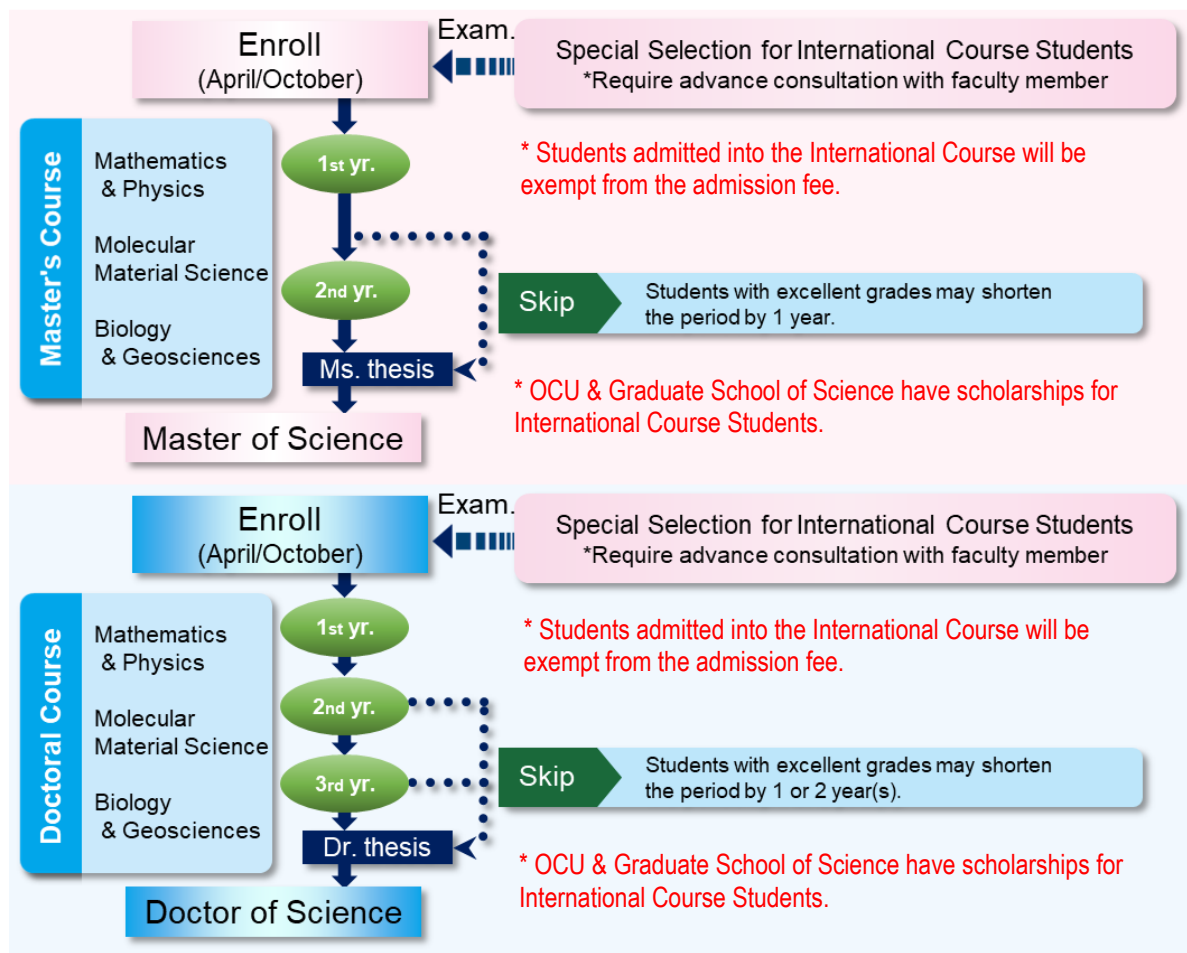 Enroll
(April/October)
Exam.
Special Selection for International Course Students
*Require advance consultation with faculty member
Master's Course
Mathematics
& Physics
Molecular
Material Science
Biology
& Geosciences
1st yr.
2nd yr.
Ms. thesis
Master of Science
* Students admitted into the International Course will be
exempt from the admission fee.
Skip
Students with excellent grades may shorten
the period by 1 year.
* OCU & Graduate School of Science have scholarships for
International Course Students.
Enroll
(April/October)
Exam.
Special Selection for International Course Students
*Require advance consultation with faculty member
Doctoral Course
Mathematics
& Physics
Molecular
Material Science
Biology
& Geosciences
1st yr.
2nd yr.
3rd yr.
Dr. thesis
Doctor of Science
* Students admitted into the International Course will be
exempt from the admission fee.
Skip
Students with excellent grades may shorten
the period by 1 or 2 year(s).
* OCU & Graduate School of Science have scholarships for
International Course Students.